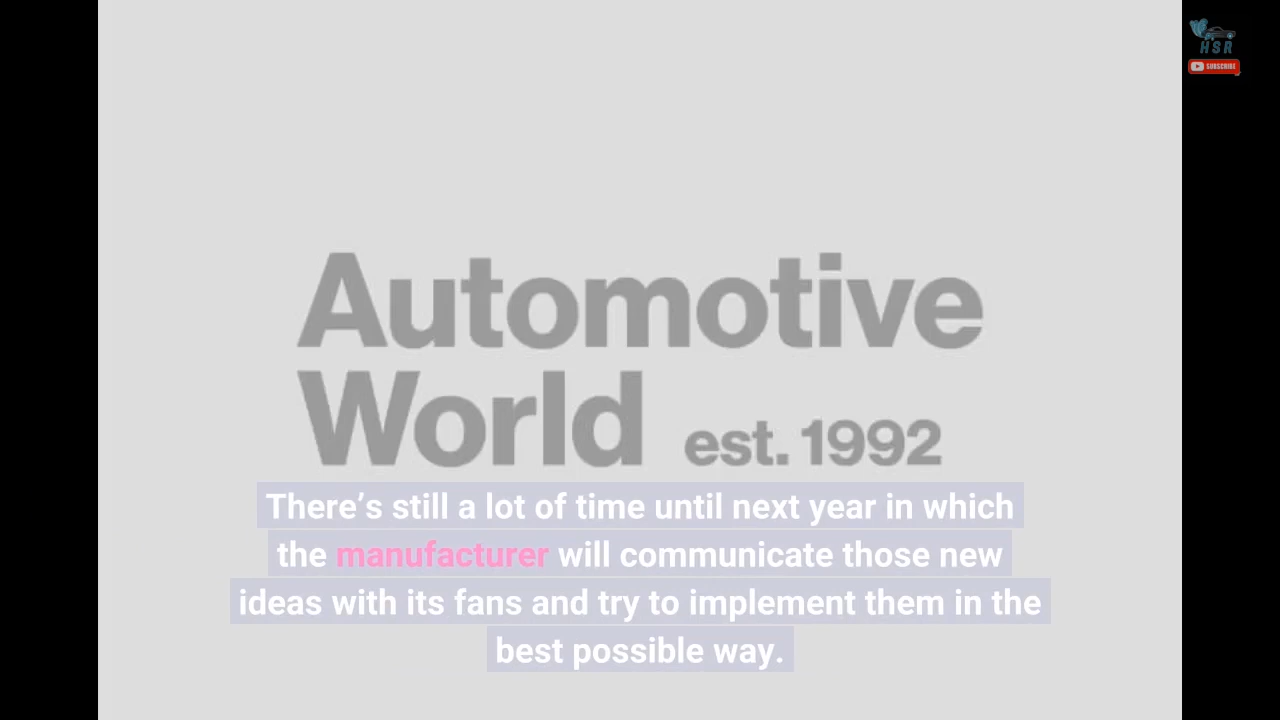 HSR
SUBSCRIBE
Automotive
World est. 1992
There’s still a lot of time until next year in which
the manufacturer will communicate those new
ideas with its fans and try to implement them in the
best possible way.